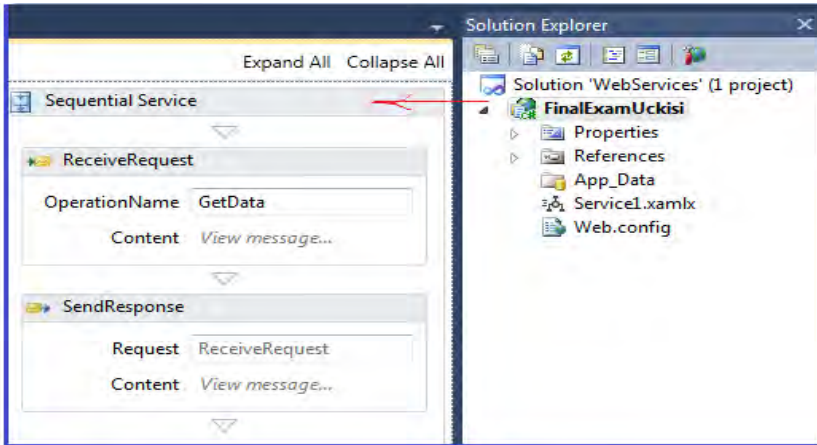 Expand All Collapse All
Sequential Service
ReceiveRequest
OperationName GetData
Content View message...
SendResponse
Request ReceiveRequest
Content View message...
Solution Explorer
Solution 'WebServices' (1 project)
FinalExamUckisi
Properties
References
App_Data
Service1.xamlx
Web.config